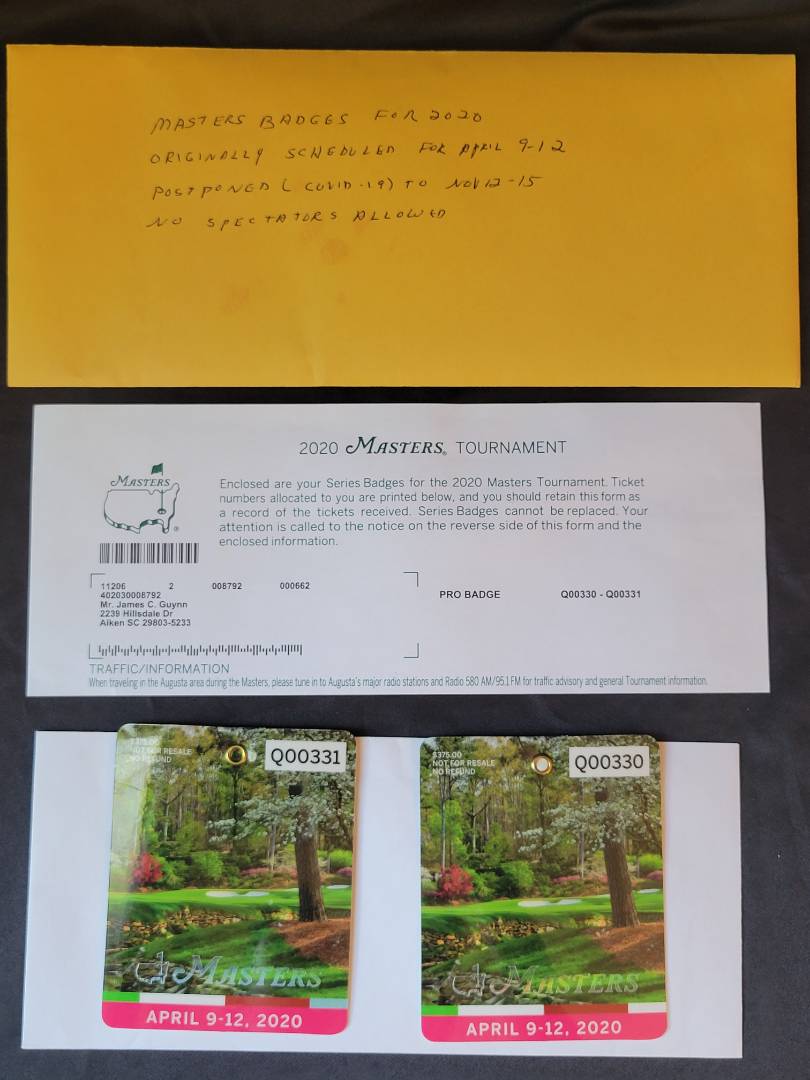 MASTERS BADGES FOR 2020
ORIGINALLY SCHEDULED FOR APRIL 9-12
POSTPONED (COVID-19) TO NOV 12-15
NO SPECTATORS ALLOWED
2020 MASTERS® TOURNAMENT
MASTERS
Enclosed are your Series Badges for the 2020 Masters Tournament. Ticket
numbers allocated to you are printed below, and you should retain this form as
a record of the tickets received. Series Badges cannot be replaced. Your
attention is called to the notice on the reverse side of this form and the
enclosed information.
11206 2 008792 000662
402030008792
Mr. James C. Guynn
2239 Hillsdale Dr
Aiken SC 29803-5233
PRO BADGE Q00330 - Q00331
TRAFFIC/INFORMATION
When traveling in the Augusta area during the Masters, please tune in to Augusta's major radio stations and Radio 580 AM/95.1 FM for traffic advisory and general Tournament information.
$375.00
NOT FOR RESALE
NO REFUND
Q00331
MASTERS
APRIL 9-12, 2020
$375.00
NOT FOR RESALE
NO REFUND
Q00330
MASTERS
APRIL 9-12, 2020